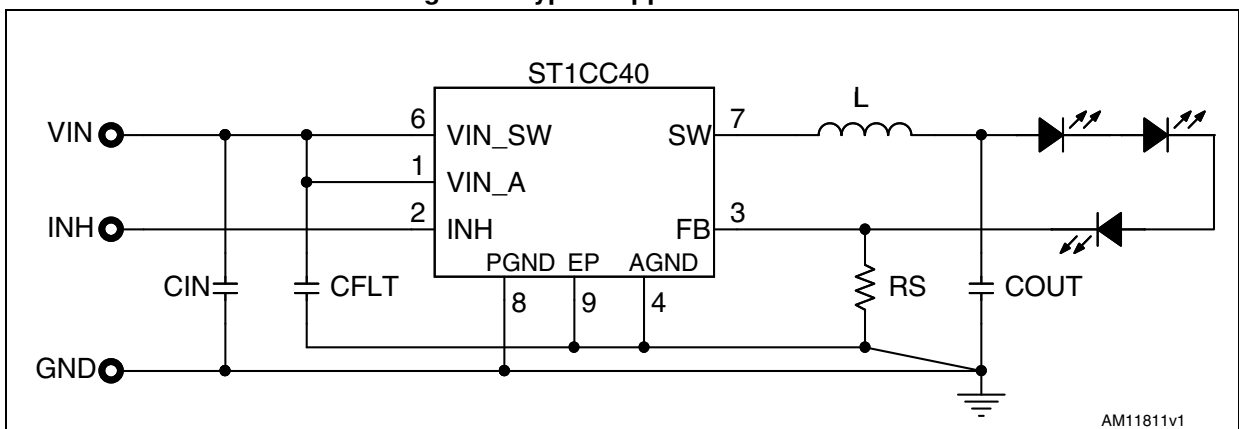 ST1CC40
L
VIN
6
VIN_SW
SW
7
1
VIN_A
INH
2
INH
FB
3
PGND EP AGND
CIN
CFLT
8
9
4
RS
COUT
GND
AM11811v1